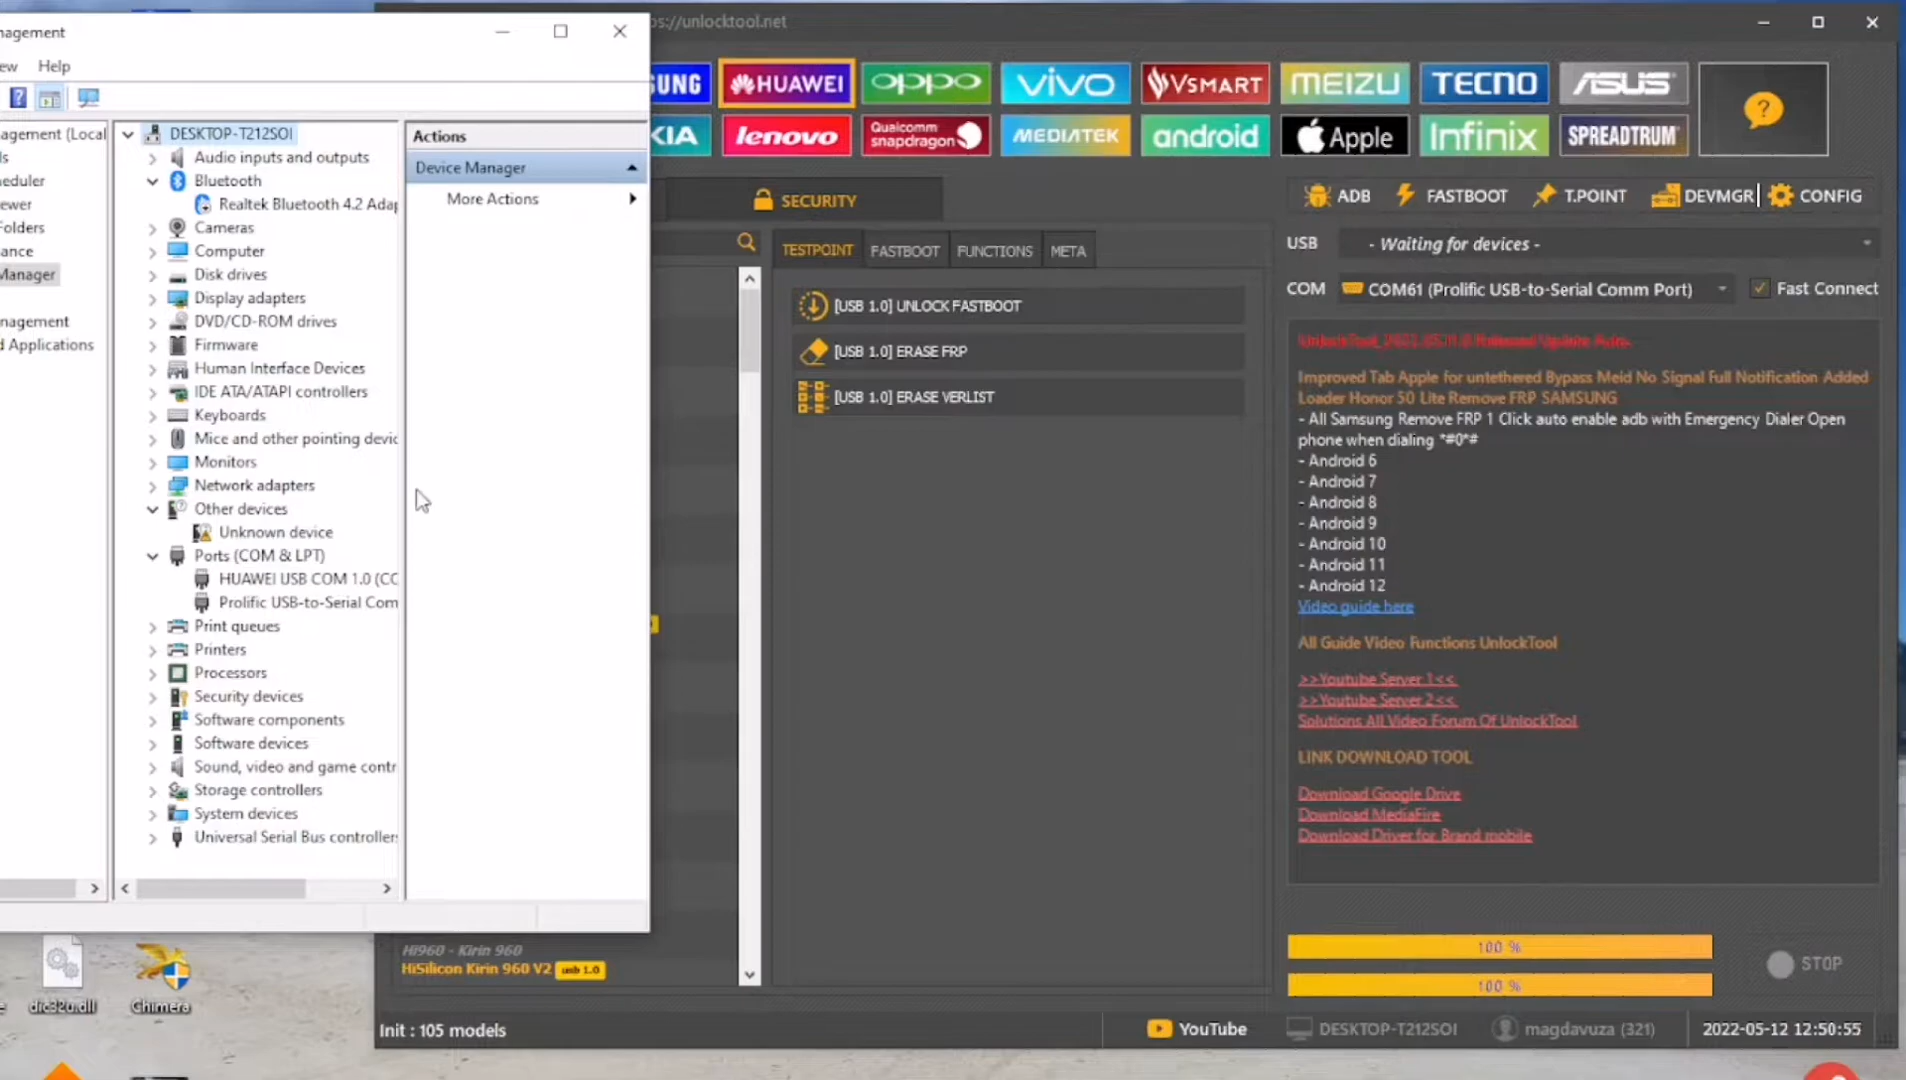 nagement
ps://unlocktool.net
ew Help
SUNG HUAWEI oppo vivo VSMART MEIZU TECNO ASUS
KIA lenovo Qualcomm snapdragon MEDIATEK android Apple Infinix SPREADTRUM
?
agement (Local
ls
eduler
ewer
Folders
ance
Manager
nagement
d Applications
DESKTOP-T212SOI
Audio inputs and outputs
Bluetooth
Realtek Bluetooth 4.2 Adap
Cameras
Computer
Disk drives
Display adapters
DVD/CD-ROM drives
Firmware
Human Interface Devices
IDE ATA/ATAPI controllers
Keyboards
Mice and other pointing devic
Monitors
Network adapters
Other devices
Unknown device
Ports (COM & LPT)
HUAWEI USB COM 1.0 (CC
Prolific USB-to-Serial Com
Print queues
Printers
Processors
Security devices
Software components
Software devices
Sound, video and game contr
Storage controllers
System devices
Universal Serial Bus controllers
Actions
Device Manager
More Actions
SECURITY
TESTPOINT FASTBOOT FUNCTIONS META
[USB 1.0] UNLOCK FASTBOOT
[USB 1.0] ERASE FRP
[USB 1.0] ERASE VERLIST
ADB FASTBOOT T.POINT DEVMGR CONFIG
USB - Waiting for devices -
COM COM61 (Prolific USB-to-Serial Comm Port) Fast Connect
Released Update Auto
Improved Tab Apple for untethered Bypass Meid No Signal Full Notification Added
Loader Honor 50 Lite Remove FRP SAMSUNG
- All Samsung Remove FRP 1 Click auto enable adb with Emergency Dialer Open
phone when dialing *#0*#
- Android 6
- Android 7
- Android 8
- Android 9
- Android 10
- Android 11
- Android 12
Video guide here
All Guide Video Functions UnlockTool
>>Youtube Server 1<<
>>Youtube Server 2<<
Solutions All Video Forum Of UnlockTool
LINK DOWNLOAD TOOL
Download Google Drive
Download MediaFire
Download Driver for Brand mobile
100 %
100 %
STOP
Hi960 - Kirin 960
HiSilicon Kirin 960 V2 usb 1.0
Chimera
Init : 105 models
YouTube DESKTOP-T212SOI magdavuza (321) 2022-05-12 12:50:55